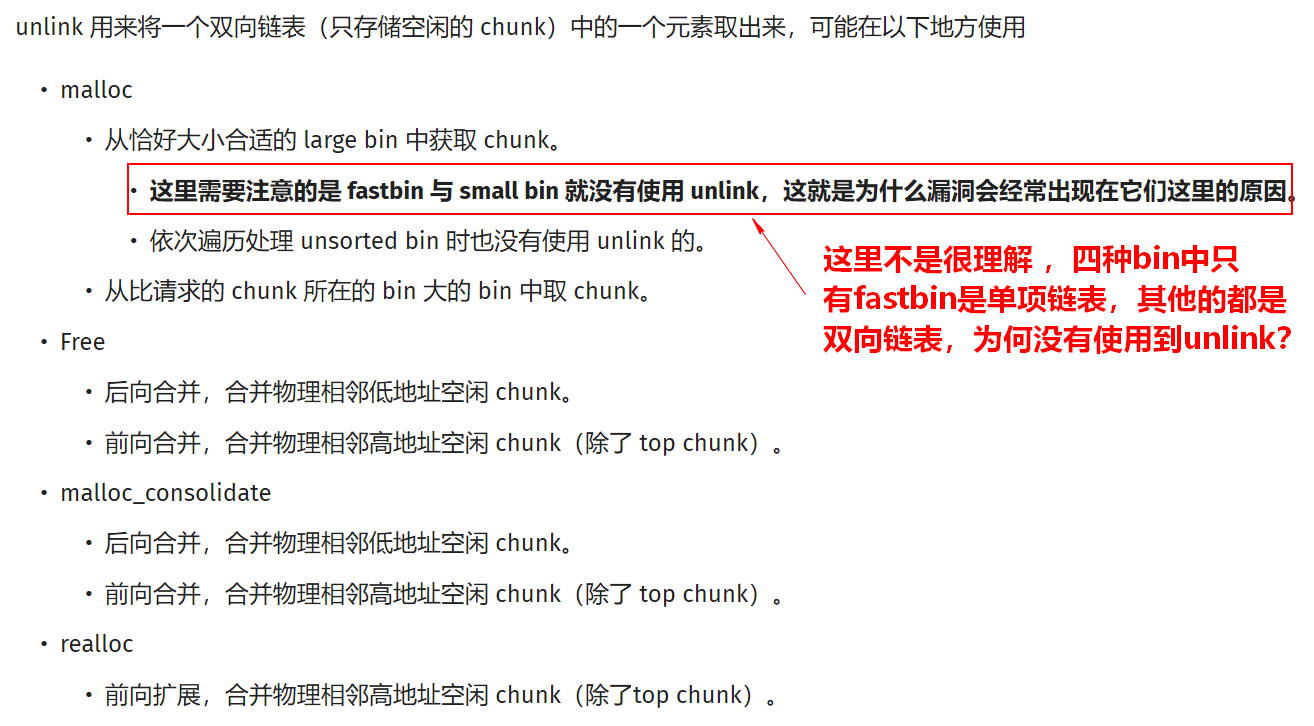 unlink 用来将一个双向链表（只存储空闲的 chunk）中的一个元素取出来，可能在以下地方使用
• malloc
• 从恰好大小合适的 large bin 中获取 chunk。
• 这里需要注意的是 fastbin 与 small bin 就没有使用 unlink，这就是为什么漏洞会经常出现在它们这里的原因。
• 依次遍历处理 unsorted bin 时也没有使用 unlink 的。
• 从比请求的 chunk 所在的 bin 大的 bin 中取 chunk。
这里不是很理解 ，四种bin中只
有fastbin是单项链表，其他的都是
双向链表，为何没有使用到unlink？
• Free
• 后向合并，合并物理相邻低地址空闲 chunk。
• 前向合并，合并物理相邻高地址空闲 chunk（除了 top chunk）。
• malloc_consolidate
• 后向合并，合并物理相邻低地址空闲 chunk。
• 前向合并，合并物理相邻高地址空闲 chunk（除了 top chunk）。
• realloc
• 前向扩展，合并物理相邻高地址空闲 chunk（除了top chunk）。